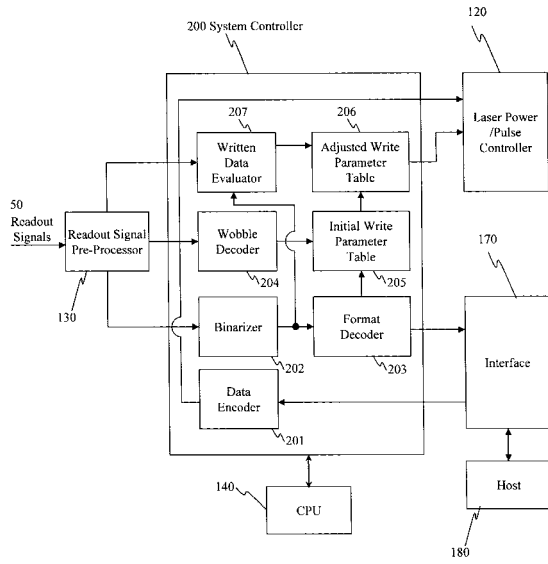 200 System Controller
120
207
206
Laser Power
/Pulse
Controller
Written
Data
Evaluator
Adjusted Write
Parameter
Table
50
Readout
Signals
Readout Signal
Pre-Processor
130
Wobble
Decoder
204
Initial Write
Parameter
Table
205
170
Binarizer
202
Format
Decoder
203
Interface
Data
Encoder
201
140
CPU
Host
180